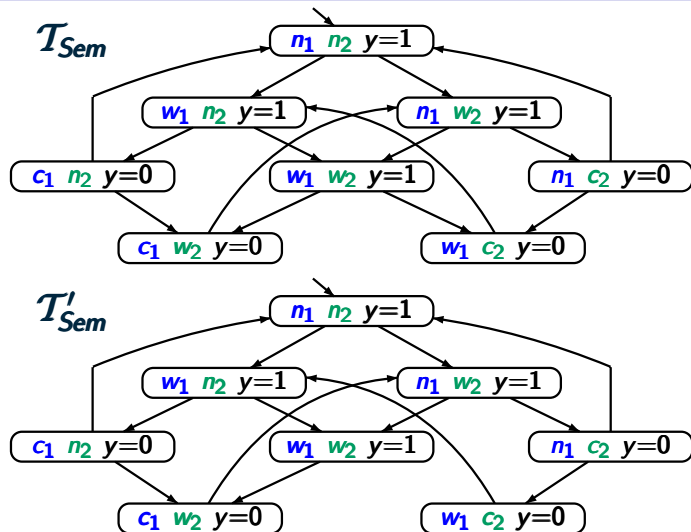 𝒯_Sem
n₁ n₂ y=1
w₁ n₂ y=1 n₁ w₂ y=1
c₁ n₂ y=0 w₁ w₂ y=1 n₁ c₂ y=0
c₁ w₂ y=0 w₁ c₂ y=0
𝒯′_Sem
n₁ n₂ y=1
w₁ n₂ y=1 n₁ w₂ y=1
c₁ n₂ y=0 w₁ w₂ y=1 n₁ c₂ y=0
c₁ w₂ y=0 w₁ c₂ y=0